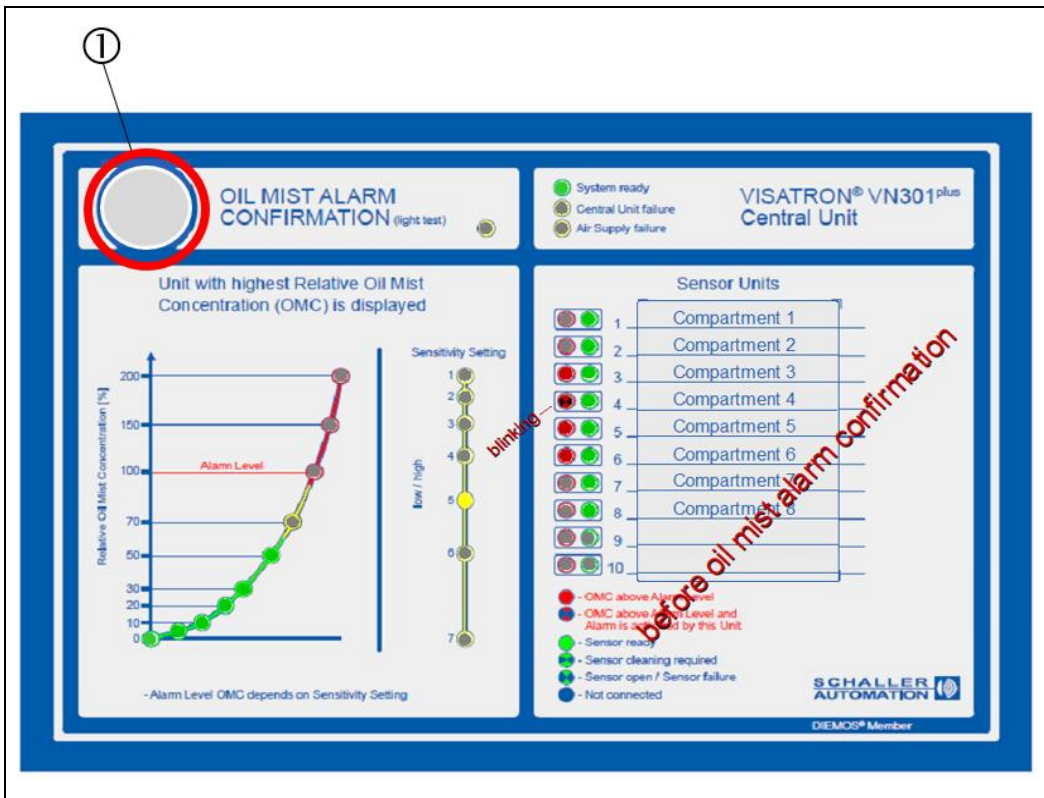 ①
OIL MIST ALARM
CONFIRMATION (light test)
System ready
Central Unit failure
Air Supply failure
VISATRON® VN301plus
Central Unit
Unit with highest Relative Oil Mist
Concentration (OMC) is displayed
Relative Oil Mist Concentration [%]
200
150
100
70
50
30
20
10
0
Alarm Level
Sensitivity Setting
low / high
1
2
3
4
5
6
7
- Alarm Level OMC depends on Sensitivity Setting
Sensor Units
1 Compartment 1
2 Compartment 2
3 Compartment 3
blinking
4 Compartment 4
5 Compartment 5
6 Compartment 6
7 Compartment 7
8 Compartment 8
9
10
before oil mist alarm confirmation
- OMC above Alarm Level
- OMC above Alarm Level and
Alarm is activated by this Unit
- Sensor ready
- Sensor cleaning required
- Sensor open / Sensor failure
- Not connected
SCHALLER
AUTOMATION
DIEMOS® Member